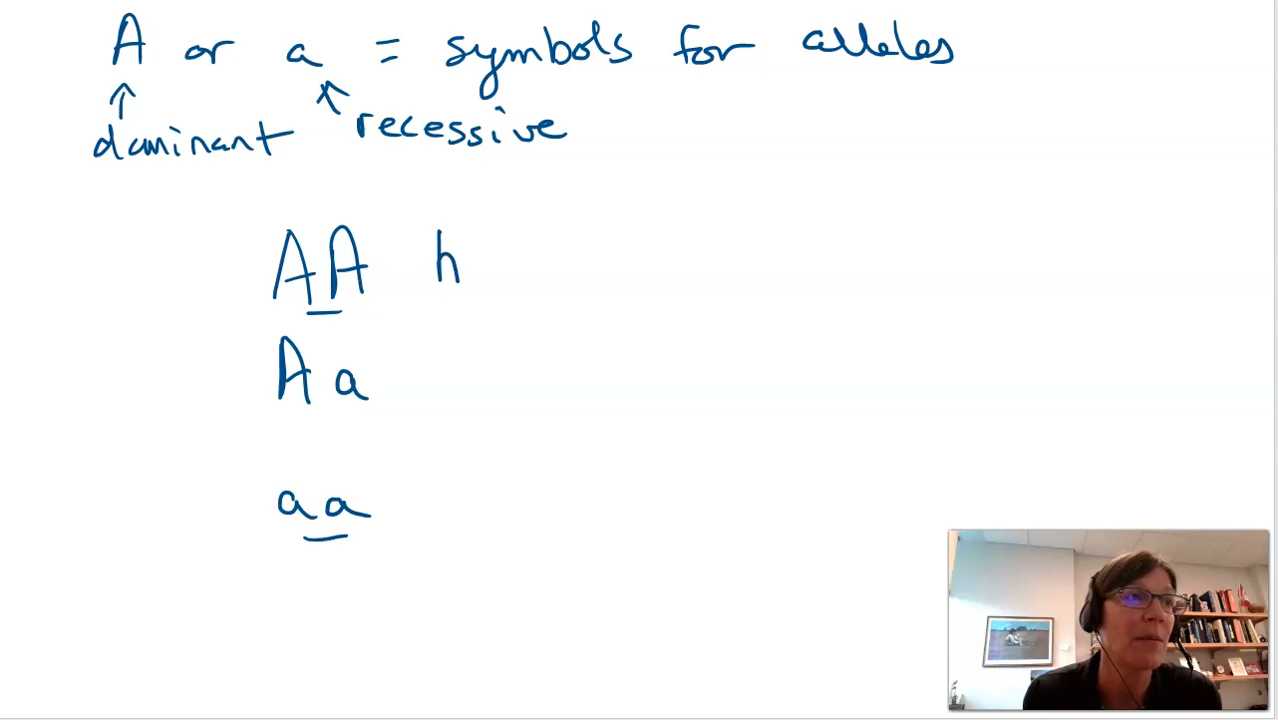 A or a = symbols for alleles
dominant recessive
AA h
Aa
aa